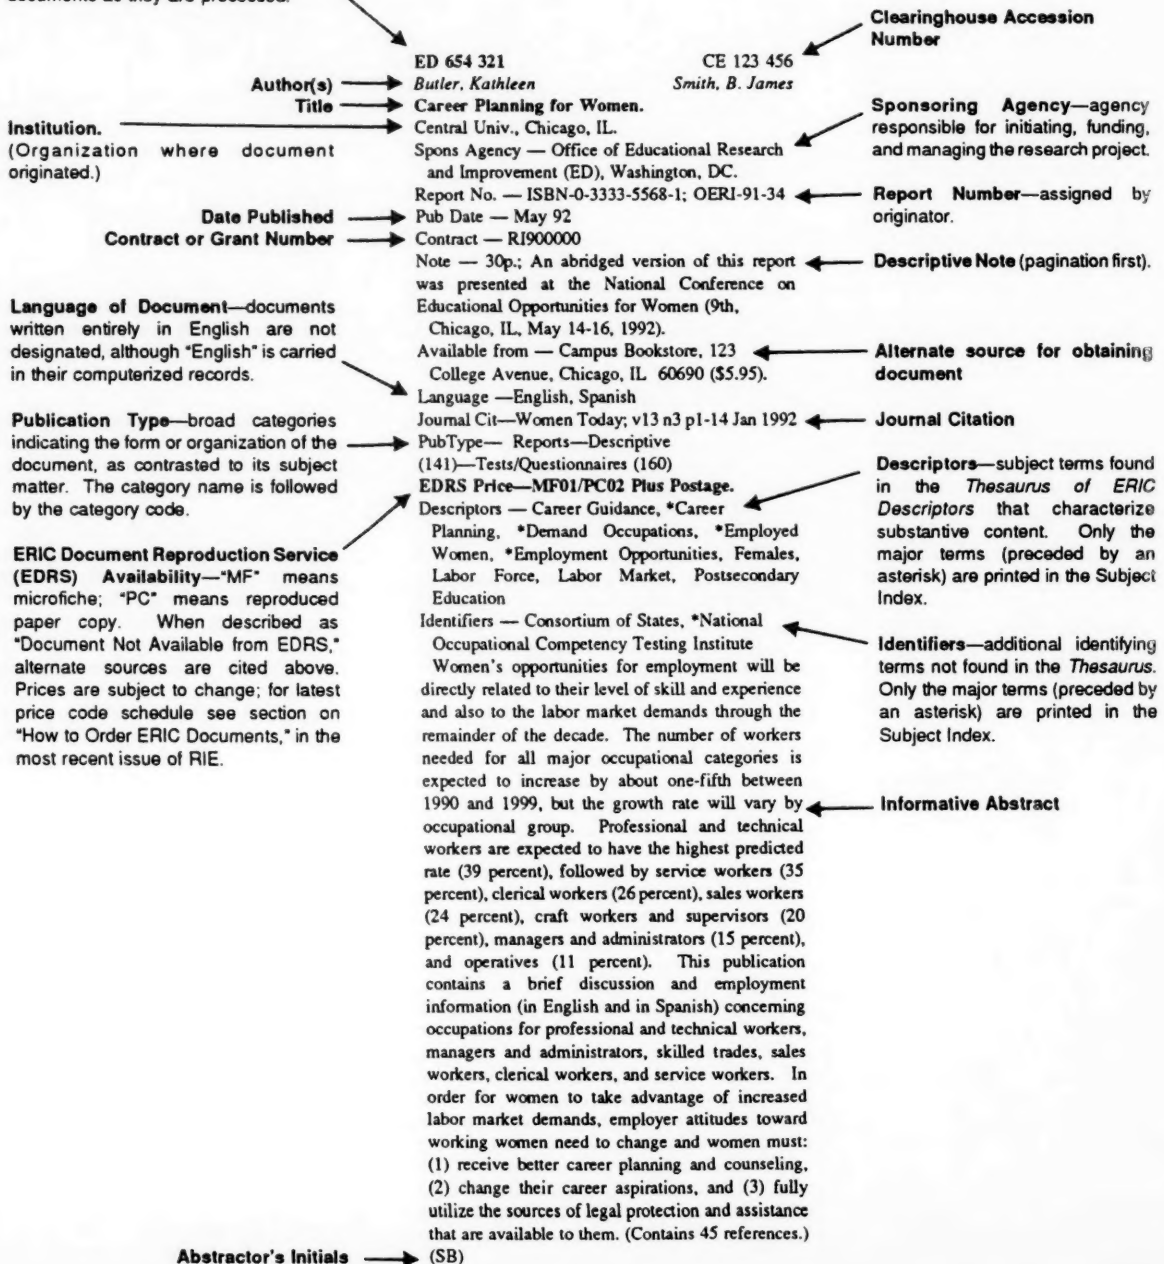 ED 654 321 CE 123 456
Butler, Kathleen Smith, B. James
Career Planning for Women.
Central Univ., Chicago, IL.
Spons Agency — Office of Educational Research
and Improvement (ED), Washington, DC.
Report No. — ISBN-0-3333-5568-1; OERI-91-34
Pub Date — May 92
Contract — RI900000
Note — 30p.; An abridged version of this report
was presented at the National Conference on
Educational Opportunities for Women (9th,
Chicago, IL, May 14-16, 1992).
Available from — Campus Bookstore, 123
College Avenue, Chicago, IL 60690 ($5.95).
Language —English, Spanish
Journal Cit—Women Today; v13 n3 p1-14 Jan 1992
PubType— Reports—Descriptive
(141)—Tests/Questionnaires (160)
EDRS Price—MF01/PC02 Plus Postage.
Descriptors — Career Guidance, *Career
Planning, *Demand Occupations, *Employed
Women, *Employment Opportunities, Females,
Labor Force, Labor Market, Postsecondary
Education
Identifiers — Consortium of States, *National
Occupational Competency Testing Institute
Women's opportunities for employment will be
directly related to their level of skill and experience
and also to the labor market demands through the
remainder of the decade. The number of workers
needed for all major occupational categories is
expected to increase by about one-fifth between
1990 and 1999, but the growth rate will vary by
occupational group. Professional and technical
workers are expected to have the highest predicted
rate (39 percent), followed by service workers (35
percent), clerical workers (26 percent), sales workers
(24 percent), craft workers and supervisors (20
percent), managers and administrators (15 percent),
and operatives (11 percent). This publication
contains a brief discussion and employment
information (in English and in Spanish) concerning
occupations for professional and technical workers,
managers and administrators, skilled trades, sales
workers, clerical workers, and service workers. In
order for women to take advantage of increased
labor market demands, employer attitudes toward
working women need to change and women must:
(1) receive better career planning and counseling,
(2) change their career aspirations, and (3) fully
utilize the sources of legal protection and assistance
that are available to them. (Contains 45 references.)
(SB)
Author(s)
Title
Institution.
(Organization where document
originated.)
Date Published
Contract or Grant Number
Language of Document—documents
written entirely in English are not
designated, although "English" is carried
in their computerized records.
Publication Type—broad categories
indicating the form or organization of the
document, as contrasted to its subject
matter. The category name is followed
by the category code.
ERIC Document Reproduction Service
(EDRS) Availability—"MF" means
microfiche; "PC" means reproduced
paper copy. When described as
"Document Not Available from EDRS,"
alternate sources are cited above.
Prices are subject to change; for latest
price code schedule see section on
"How to Order ERIC Documents," in the
most recent issue of RIE.
Abstractor's Initials
Clearinghouse Accession
Number
Sponsoring Agency—agency
responsible for initiating, funding,
and managing the research project.
Report Number—assigned by
originator.
Descriptive Note (pagination first).
Alternate source for obtaining
document
Journal Citation
Descriptors—subject terms found
in the Thesaurus of ERIC
Descriptors that characterize
substantive content. Only the
major terms (preceded by an
asterisk) are printed in the Subject
Index.
Identifiers—additional identifying
terms not found in the Thesaurus.
Only the major terms (preceded by
an asterisk) are printed in the
Subject Index.
Informative Abstract